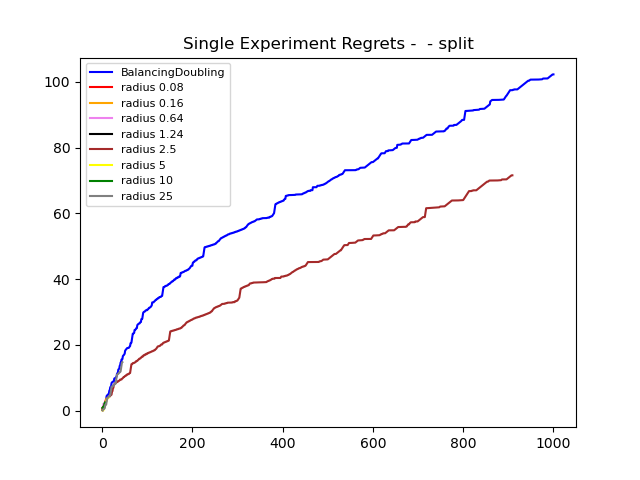 Single Experiment Regrets -  - split
BalancingDoubling
radius 0.08
radius 0.16
radius 0.64
radius 1.24
radius 2.5
radius 5
radius 10
radius 25
100
80
60
40
20
0
0 200 400 600 800 1000